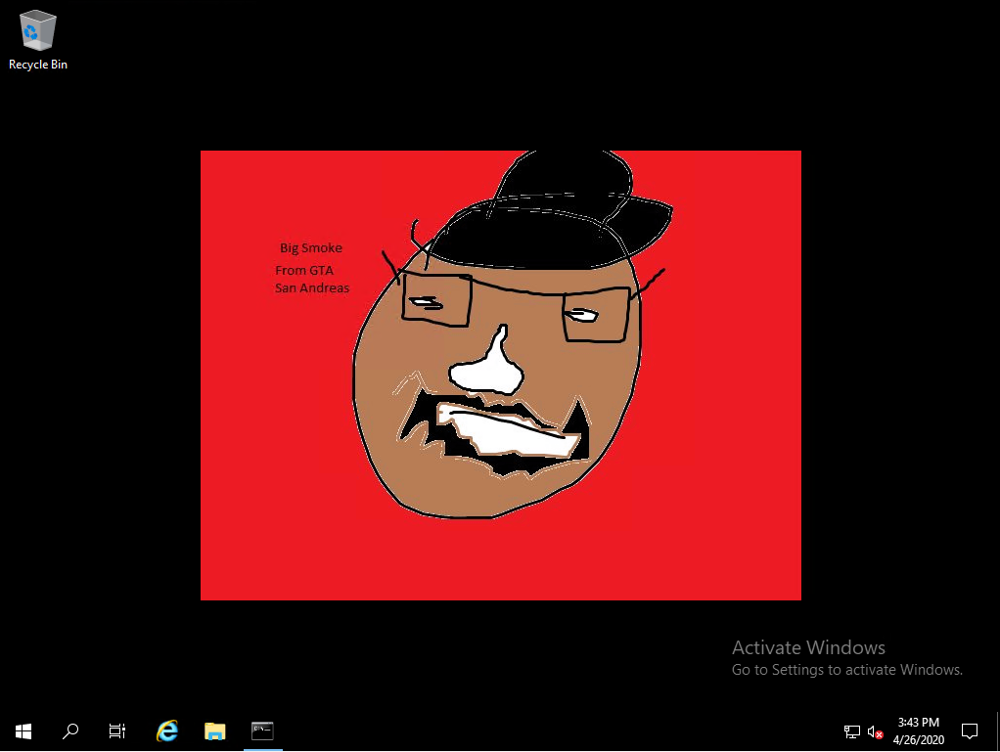 Recycle Bin
Big Smoke
From GTA
San Andreas
Activate Windows
Go to Settings to activate Windows.
3:43 PM
4/26/2020